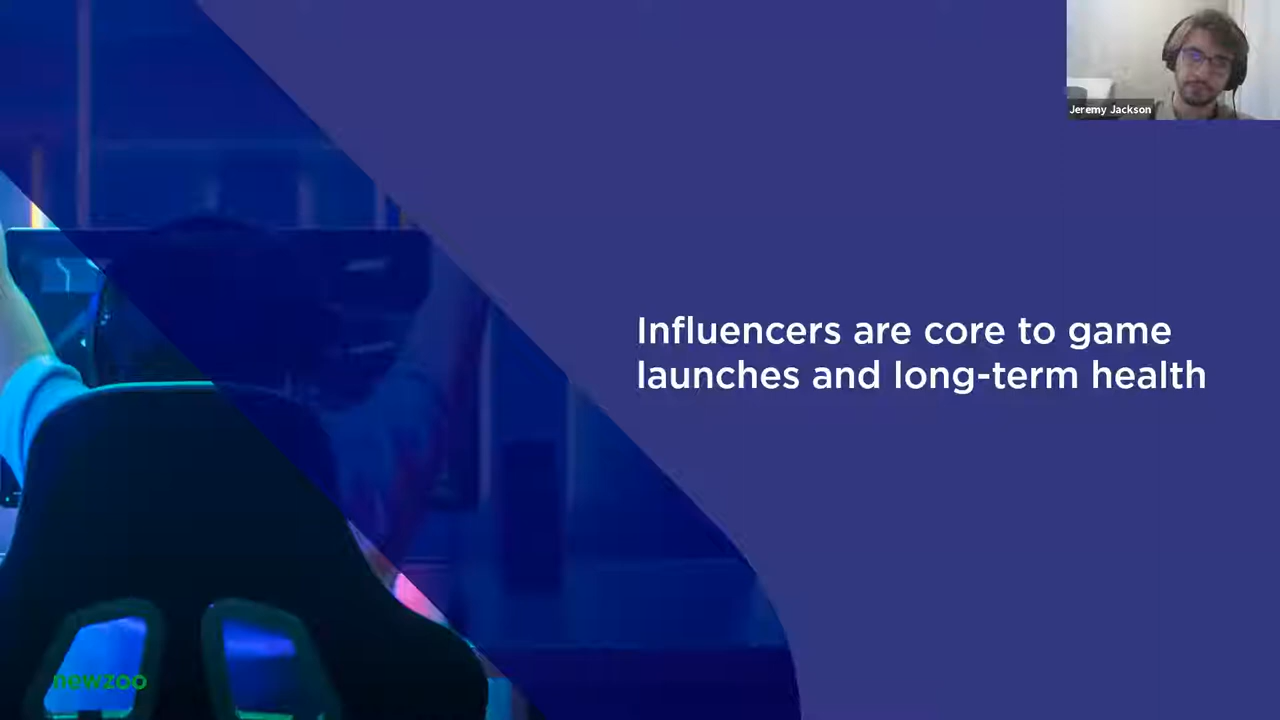 Jeremy Jackson
Influencers are core to game
launches and long-term health
newzoo